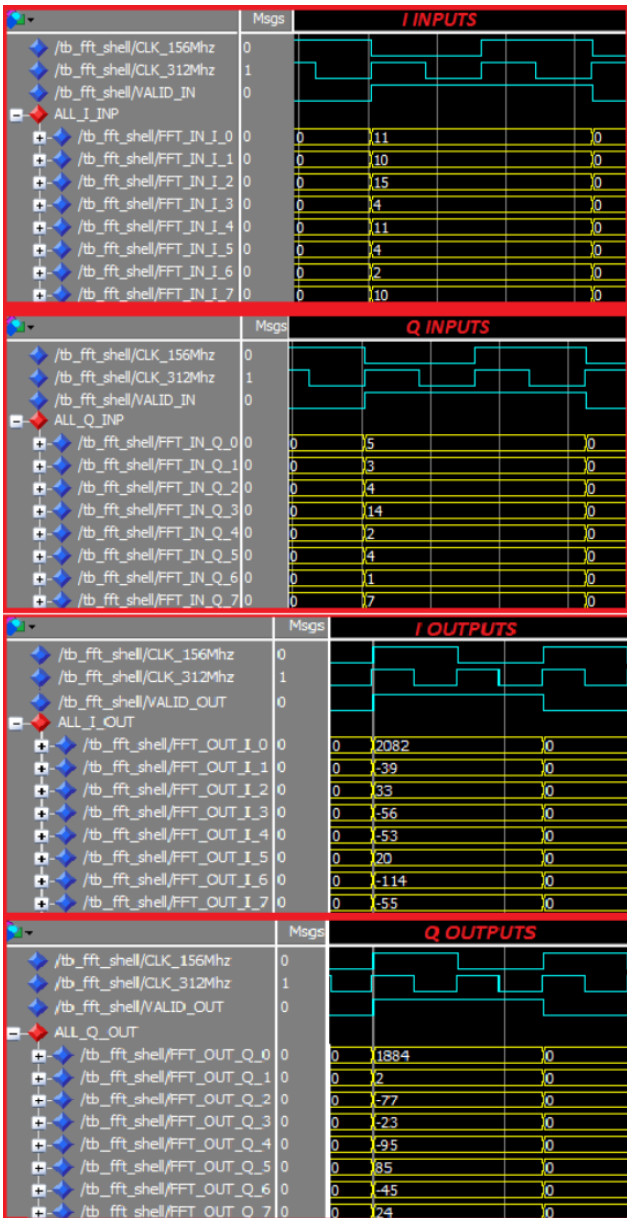 Msgs I INPUTS
/tb_fft_shell/CLK_156Mhz 0
/tb_fft_shell/CLK_312Mhz 1
/tb_fft_shell/VALID_IN 0
ALL_I_INP
/tb_fft_shell/FFT_IN_I_0 0 0 11 0
/tb_fft_shell/FFT_IN_I_1 0 0 10 0
/tb_fft_shell/FFT_IN_I_2 0 0 15 0
/tb_fft_shell/FFT_IN_I_3 0 0 4 0
/tb_fft_shell/FFT_IN_I_4 0 0 11 0
/tb_fft_shell/FFT_IN_I_5 0 0 4 0
/tb_fft_shell/FFT_IN_I_6 0 0 2 0
/tb_fft_shell/FFT_IN_I_7 0 0 10 0
Msgs Q INPUTS
/tb_fft_shell/CLK_156Mhz 0
/tb_fft_shell/CLK_312Mhz 1
/tb_fft_shell/VALID_IN 0
ALL_Q_INP
/tb_fft_shell/FFT_IN_Q_0 0 0 5 0
/tb_fft_shell/FFT_IN_Q_1 0 0 3 0
/tb_fft_shell/FFT_IN_Q_2 0 0 4 0
/tb_fft_shell/FFT_IN_Q_3 0 0 14 0
/tb_fft_shell/FFT_IN_Q_4 0 0 2 0
/tb_fft_shell/FFT_IN_Q_5 0 0 4 0
/tb_fft_shell/FFT_IN_Q_6 0 0 1 0
/tb_fft_shell/FFT_IN_Q_7 0 0 7 0
Msgs I OUTPUTS
/tb_fft_shell/CLK_156Mhz 0
/tb_fft_shell/CLK_312Mhz 1
/tb_fft_shell/VALID_OUT 0
ALL_I_OUT
/tb_fft_shell/FFT_OUT_I_0 0 0 2082 0
/tb_fft_shell/FFT_OUT_I_1 0 0 -39 0
/tb_fft_shell/FFT_OUT_I_2 0 0 33 0
/tb_fft_shell/FFT_OUT_I_3 0 0 -56 0
/tb_fft_shell/FFT_OUT_I_4 0 0 -53 0
/tb_fft_shell/FFT_OUT_I_5 0 0 20 0
/tb_fft_shell/FFT_OUT_I_6 0 0 -114 0
/tb_fft_shell/FFT_OUT_I_7 0 0 -55 0
Msgs Q OUTPUTS
/tb_fft_shell/CLK_156Mhz 0
/tb_fft_shell/CLK_312Mhz 1
/tb_fft_shell/VALID_OUT 0
ALL_Q_OUT
/tb_fft_shell/FFT_OUT_Q_0 0 0 1884 0
/tb_fft_shell/FFT_OUT_Q_1 0 0 2 0
/tb_fft_shell/FFT_OUT_Q_2 0 0 -77 0
/tb_fft_shell/FFT_OUT_Q_3 0 0 -23 0
/tb_fft_shell/FFT_OUT_Q_4 0 0 -95 0
/tb_fft_shell/FFT_OUT_Q_5 0 0 85 0
/tb_fft_shell/FFT_OUT_Q_6 0 0 -45 0
/tb_fft_shell/FFT_OUT_Q_7 0 0 24 0